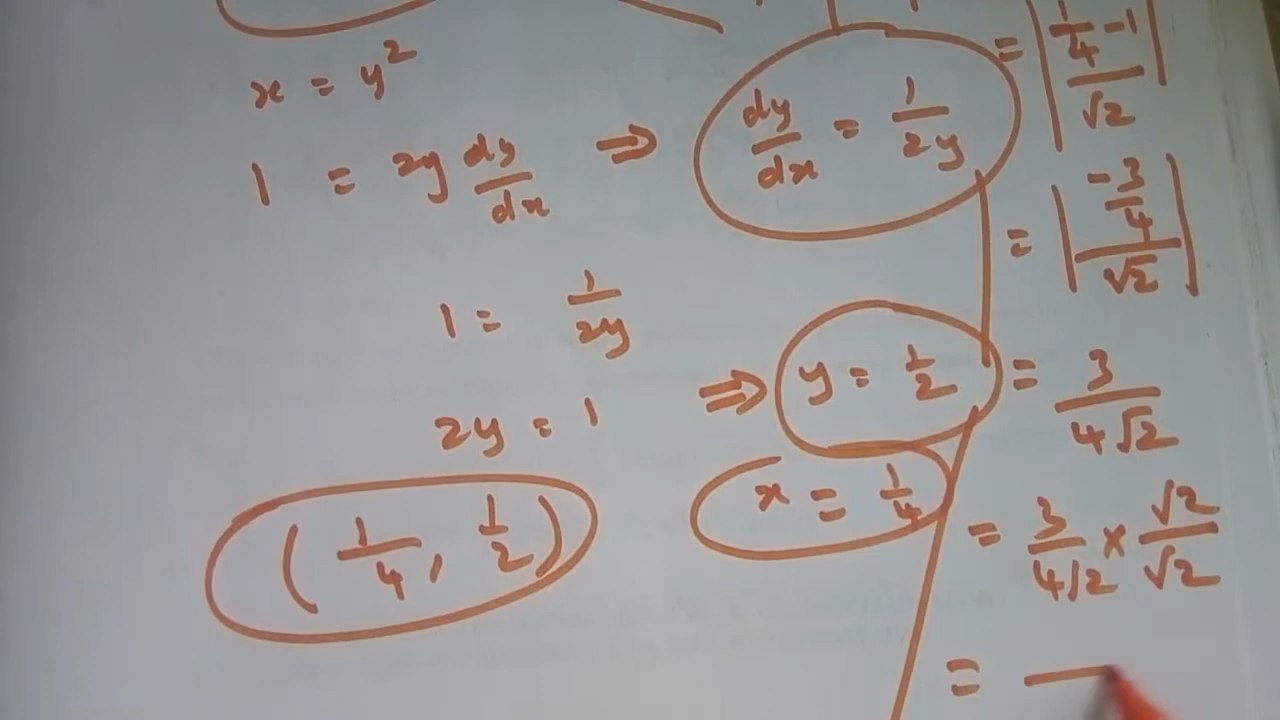 x = y²
1 = 2y dy/dx ⇒ dy/dx = 1/2y
1 = 1/2y
2y = 1 ⇒ y = 1/2
x = 1/4
(1/4, 1/2)
= |(1/4 - 1)/√2|
= |(-3/4)/√2|
= 3/4√2
= 3/4√2 × √2/√2
=